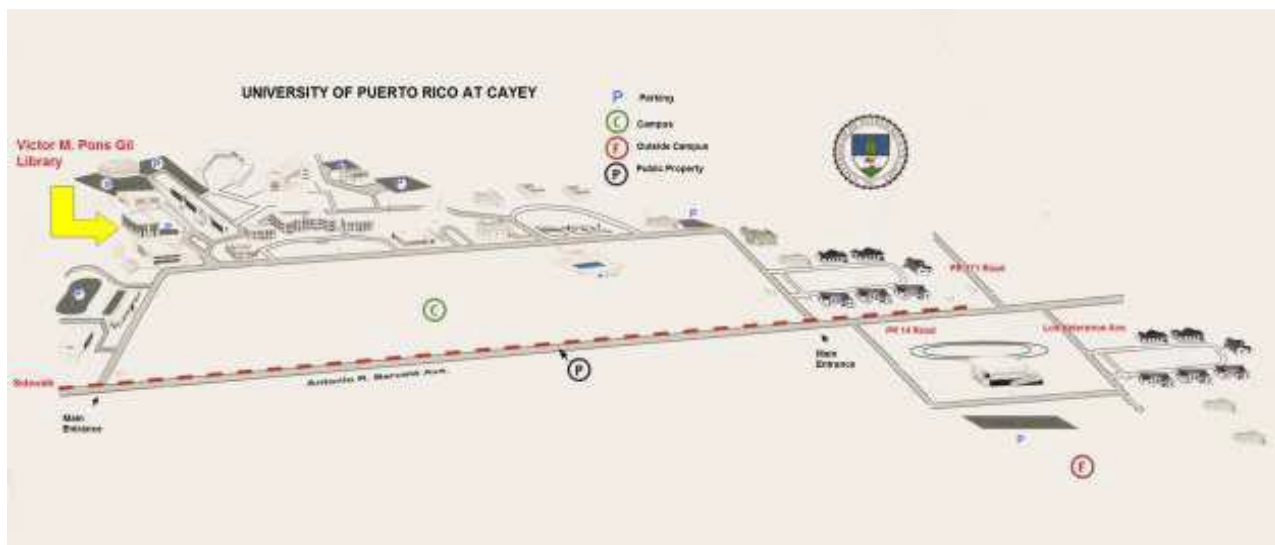 UNIVERSITY OF PUERTO RICO AT CAYEY
P Parking
C Campus
F Outside Campus
P Public Property
Victor M. Pons Gil
Library
P
P
P
P
P
P
C
PR 14 Road
Main
Entrance
P
Antonio R. Barceló Ave.
Sidewalk
Main
Entrance
P
F